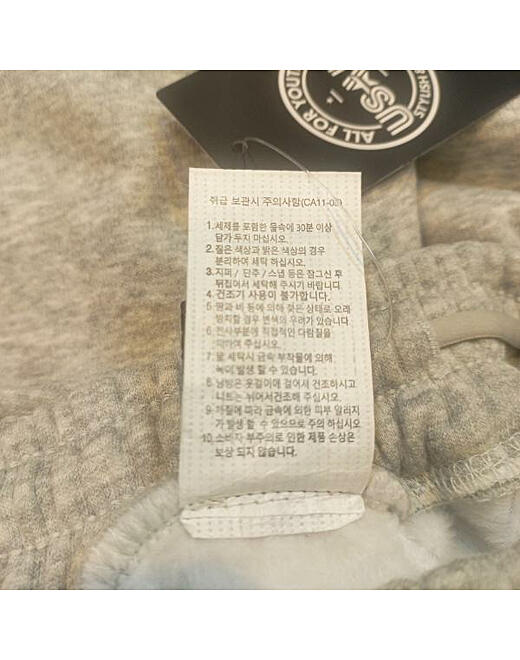 STYLISH &
ALL FOR YOU
취급 보관시 주의사항(CA11-03)
1.세제를 포함한 물속에 30분 이상
담가 두지 마십시오.
2.짙은 색상과 밝은 색상의 경우
분리하여 세탁 하십시오.
3.지퍼 / 단추 / 스냅 등은 잠그신 후
뒤집어서 세탁해 주시기 바랍니다.
4. 건조기 사용이 불가합니다.
5. 땀과 비 등에 의해 젖은 상태로 오래
방치할 경우 변색의 우려가 있습니다.
6. 전사부분에 직접적인 다림질을
피하여 주십시오.
7. 물 세탁시 금속 부착물에 의해
녹이 발생 할 수 있습니다.
8. 남방은 옷걸이에 걸어서 건조하시고
니트는 뉘어서건조해 주십시오.
9. 체질에 따라 금속에 의한 피부 알러지
가 발생 할 수 있으므로 주의 하십시오
10. 소비자 부주의로 인한 제품 손상은
보상 되지 않습니다.